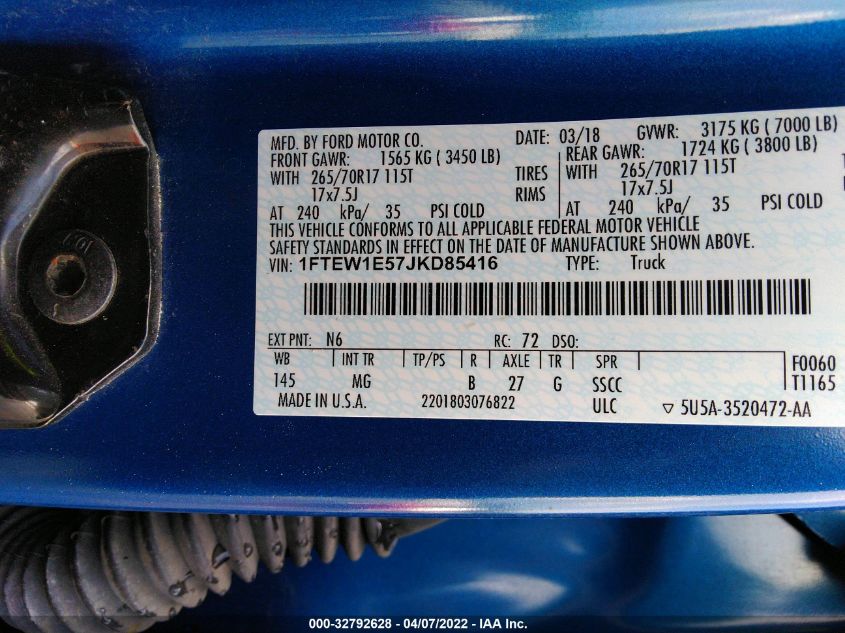 MFD. BY FORD MOTOR CO.
DATE: 03/18 GVWR: 3175 KG ( 7000 LB)
FRONT GAWR: 1565 KG ( 3450 LB)
REAR GAWR: 1724 KG ( 3800 LB)
WITH 265/70R17 115T TIRES WITH 265/70R17 115T
17x7.5J RIMS 17x7.5J
AT 240 kPa/ 35 PSI COLD AT 240 kPa/ 35 PSI COLD
THIS VEHICLE CONFORMS TO ALL APPLICABLE FEDERAL MOTOR VEHICLE
SAFETY STANDARDS IN EFFECT ON THE DATE OF MANUFACTURE SHOWN ABOVE.
VIN: 1FTEW1E57JKD85416 TYPE: Truck
EXT PNT: N6 RC: 72 DSO:
WB INT TR TP/PS R AXLE TR SPR F0060
145 MG B 27 G SSCC T1165
MADE IN U.S.A. 2201803076822 ULC ▽ 5U5A-3520472-AA
000-32792628 - 04/07/2022 - IAA Inc.